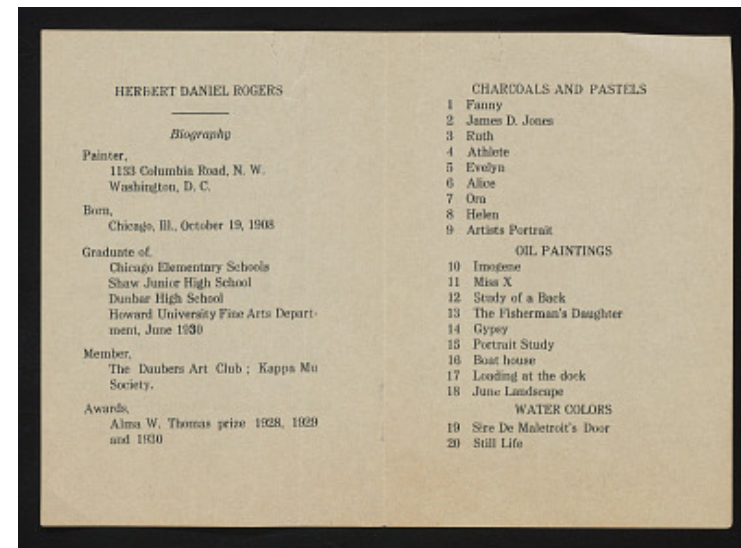 HERBERT DANIEL ROGERS
Biography
Painter,
1133 Columbia Road, N. W.
Washington, D. C.
Born,
Chicago, Ill., October 19, 1908
Graduate of,
Chicago Elementary Schools
Shaw Junior High School
Dunbar High School
Howard University Fine Arts Depart-
ment, June 1930
Member,
The Daubers Art Club ; Kappa Mu
Society.
Awards,
Alma W. Thomas prize 1928, 1929
and 1930
CHARCOALS AND PASTELS
1 Fanny
2 James D. Jones
3 Ruth
4 Athlete
5 Evelyn
6 Alice
7 Ora
8 Helen
9 Artists Portrait
OIL PAINTINGS
10 Imogene
11 Miss X
12 Study of a Back
13 The Fisherman's Daughter
14 Gypsy
15 Portrait Study
16 Boat house
17 Loading at the dock
18 June Landscape
WATER COLORS
19 Sire De Maletroit's Door
20 Still Life